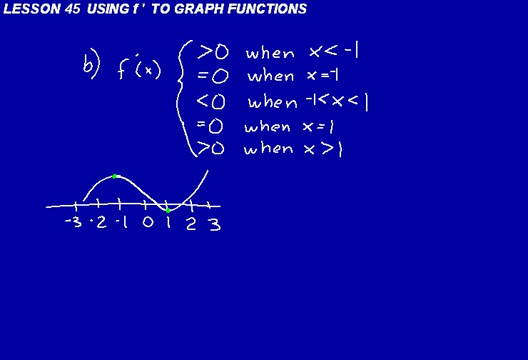 LESSON 45 USING f ' TO GRAPH FUNCTIONS
b) f'(x) { >0 when x < -1
=0 when x = -1
<0 when -1 < x < 1
=0 when x = 1
>0 when x > 1
-3 -2 -1 0 1 2 3